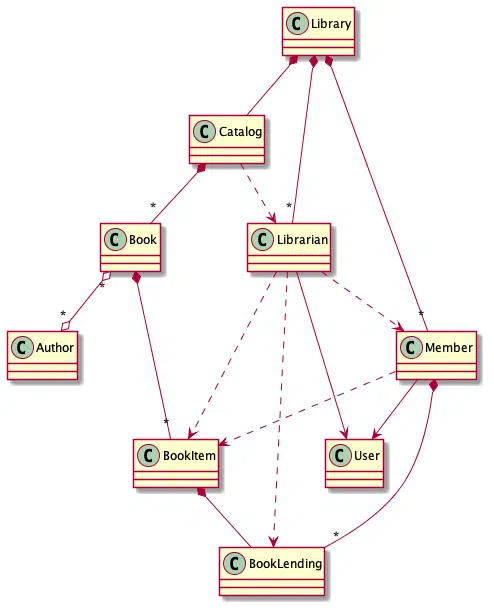 C Library
C Catalog
*
*
C Book
C Librarian
*
*
*
C Author
C Member
*
C BookItem
C User
*
C BookLending